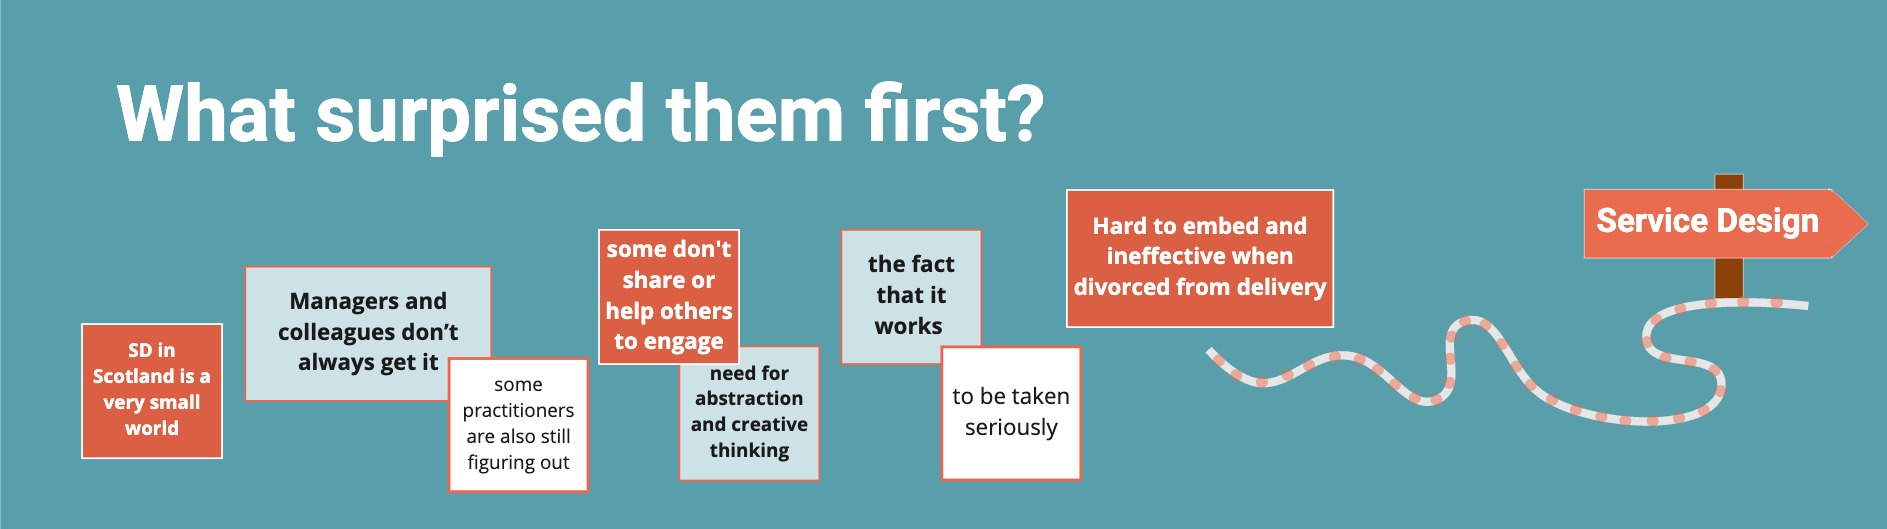 What surprised them first?
SD in
Scotland is a
very small
world
Managers and
colleagues don’t
always get it
some
practitioners
are also still
figuring out
some don't
share or
help others
to engage
need for
abstraction
and creative
thinking
the fact
that it
works
to be taken
seriously
Hard to embed and
ineffective when
divorced from delivery
Service Design